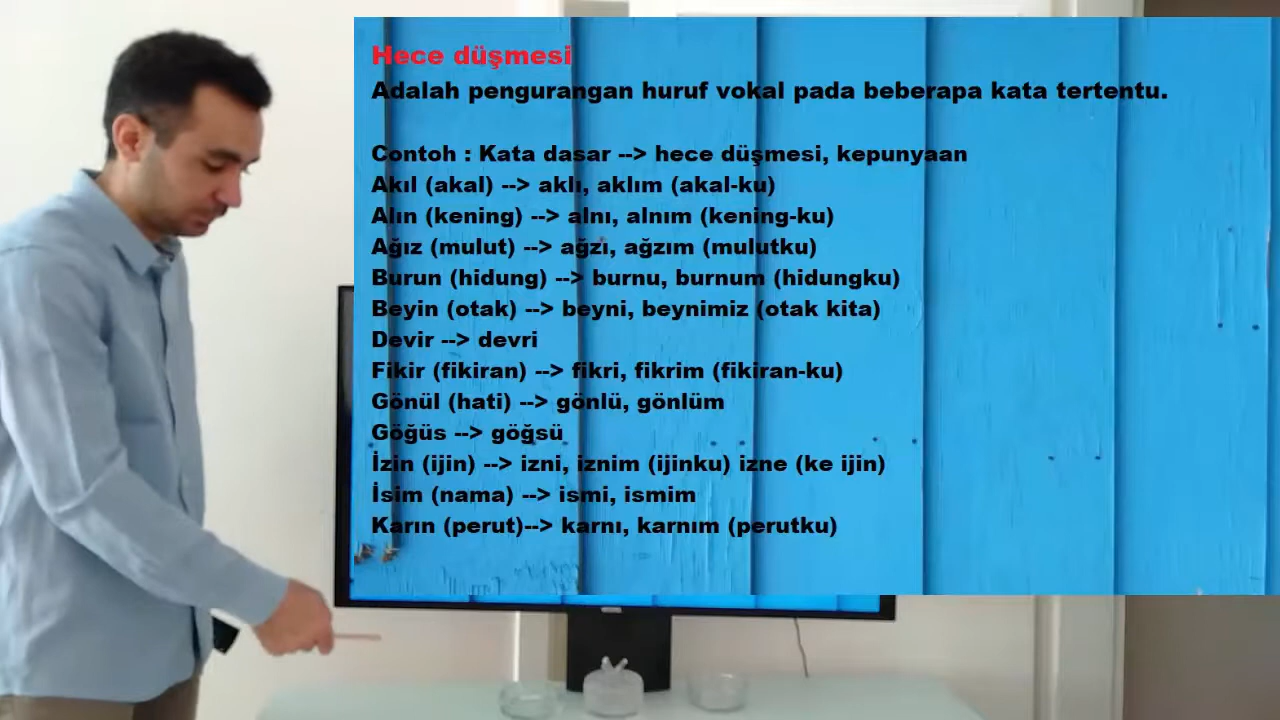 Hece düşmesi
Adalah pengurangan huruf vokal pada beberapa kata tertentu.
Contoh : Kata dasar --> hece düşmesi, kepunyaan
Akıl (akal) --> aklı, aklım (akal-ku)
Alın (kening) --> alnı, alnım (kening-ku)
Ağız (mulut) --> ağzı, ağzım (mulutku)
Burun (hidung) --> burnu, burnum (hidungku)
Beyin (otak) --> beyni, beynimiz (otak kita)
Devir --> devri
Fikir (fikiran) --> fikri, fikrim (fikiran-ku)
Gönül (hati) --> gönlü, gönlüm
Göğüs --> göğsü
İzin (ijin) --> izni, iznim (ijinku) izne (ke ijin)
İsim (nama) --> ismi, ismim
Karın (perut)--> karnı, karnım (perutku)